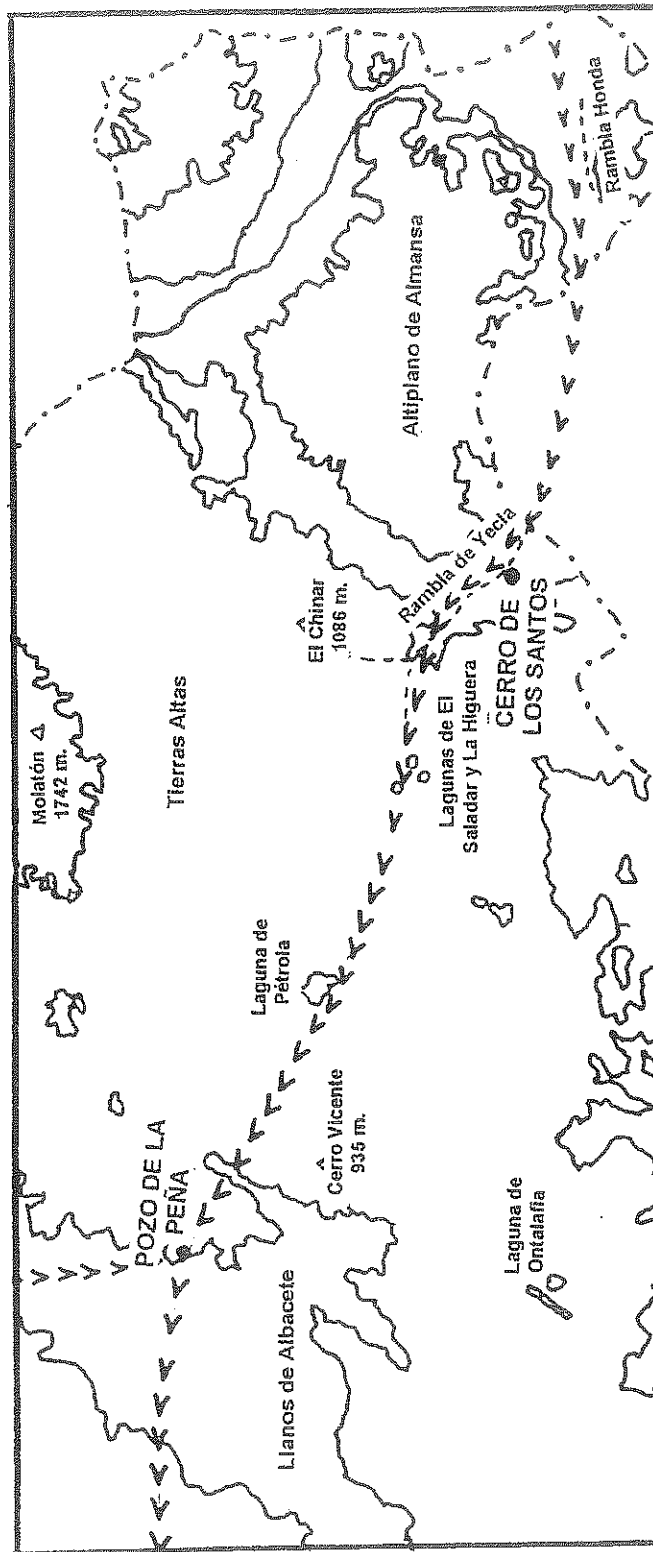 Molatón
1742 m.
Tierras Altas
El Chinar
1086 m.
Altiplano de Almansa
Rambla Honda
Rambla de Yecla
CERRO DE
LOS SANTOS
Lagunas de El
Saladar y La Higuera
Laguna de
Pétrola
POZO DE LA
PEÑA
Cerro Vicente
935 m.
Llanos de Albacete
Laguna de
Ontalafia